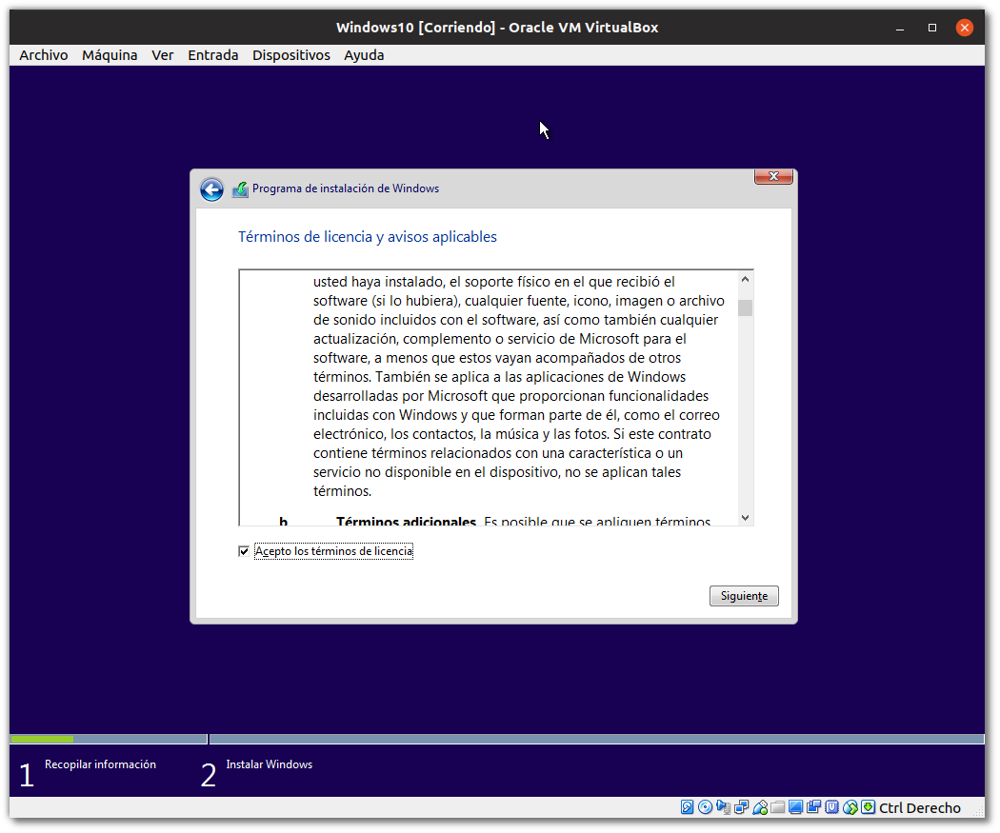 Windows10 [Corriendo] - Oracle VM VirtualBox
Archivo Máquina Ver Entrada Dispositivos Ayuda
Programa de instalación de Windows
Términos de licencia y avisos aplicables
usted haya instalado, el soporte físico en el que recibió el
software (si lo hubiera), cualquier fuente, icono, imagen o archivo
de sonido incluidos con el software, así como también cualquier
actualización, complemento o servicio de Microsoft para el
software, a menos que estos vayan acompañados de otros
términos. También se aplica a las aplicaciones de Windows
desarrolladas por Microsoft que proporcionan funcionalidades
incluidas con Windows y que forman parte de él, como el correo
electrónico, los contactos, la música y las fotos. Si este contrato
contiene términos relacionados con una característica o un
servicio no disponible en el dispositivo, no se aplican tales
términos.
b. Términos adicionales. Es posible que se apliquen términos
Acepto los términos de licencia
Siguiente
1 Recopilar información 2 Instalar Windows
Ctrl Derecho